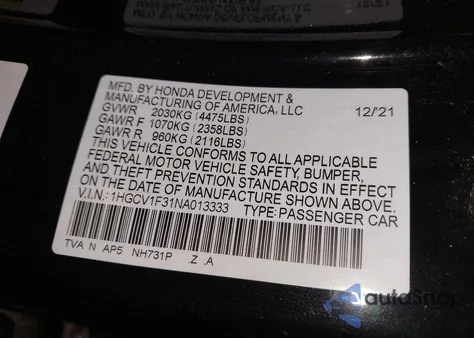 MFD. BY HONDA DEVELOPMENT &
MANUFACTURING OF AMERICA, LLC 12/'21
GVWR 2030KG (4475LBS)
GAWR F 1070KG (2358LBS)
GAWR R 960KG (2116LBS)
THIS VEHICLE CONFORMS TO ALL APPLICABLE
FEDERAL MOTOR VEHICLE SAFETY, BUMPER,
AND THEFT PREVENTION STANDARDS IN EFFECT
ON THE DATE OF MANUFACTURE SHOWN ABOVE.
V.I.N.: 1HGCV1F31NA013333 TYPE: PASSENGER CAR
TVA N AP5 NH731P .Z .A
autoSnap